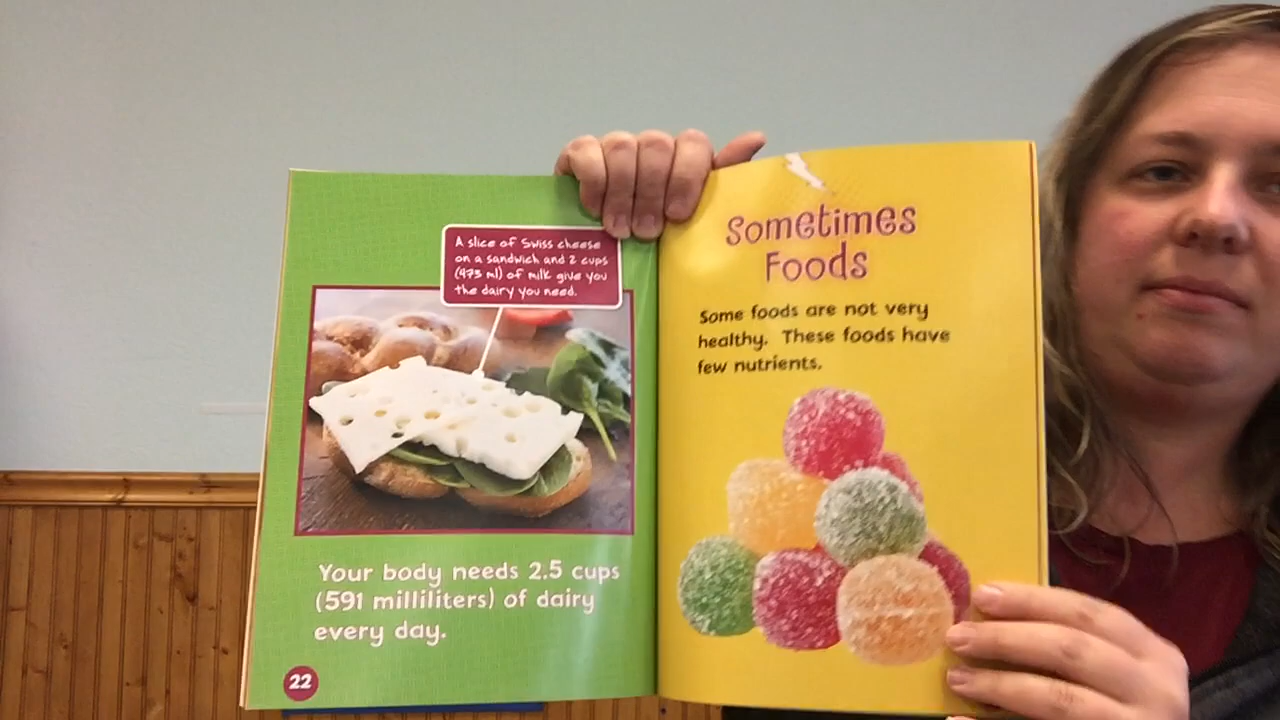 A slice of Swiss cheese
on a sandwich and 2 cups
(473 ml) of milk give you
the dairy you need.
Your body needs 2.5 cups
(591 milliliters) of dairy
every day.
22
Sometimes
Foods
Some foods are not very
healthy. These foods have
few nutrients.